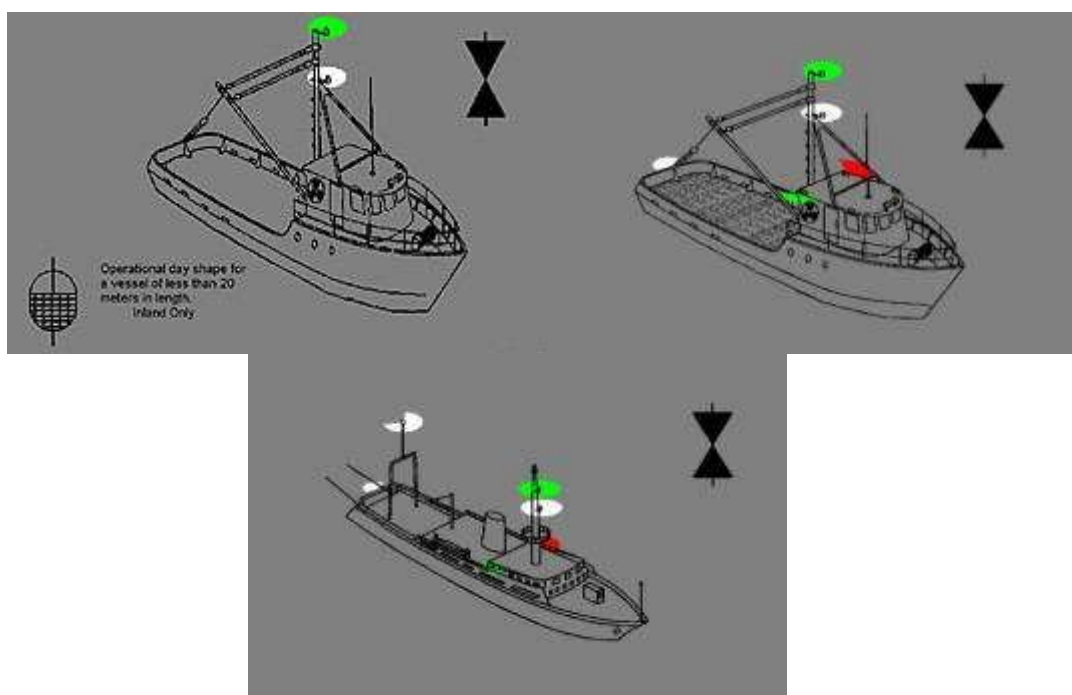 Operational day shape for
a vessel of less than 20
meters in length.
Inland Only